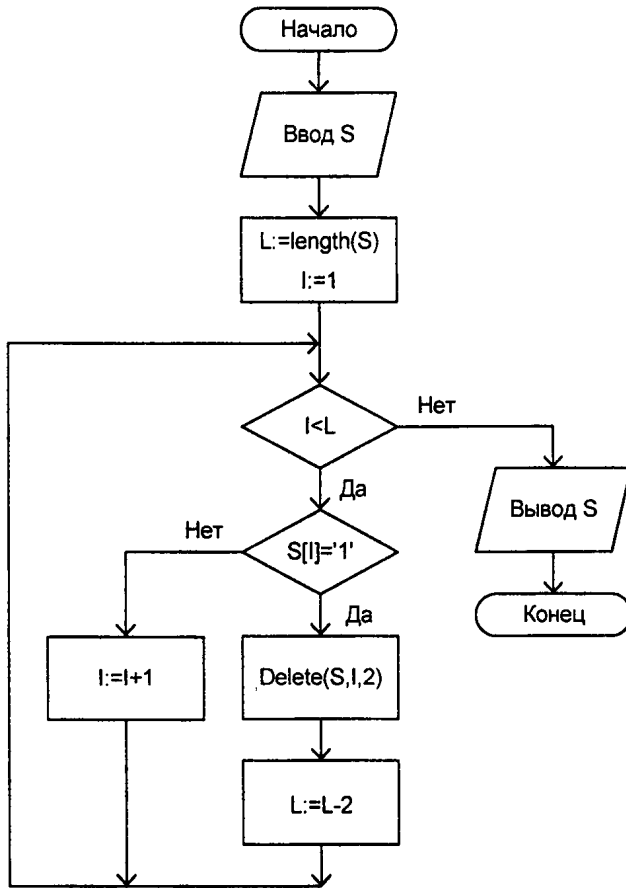 Начало
Ввод S
L:=length(S)
I:=1
I<L
Нет
Да
Вывод S
S[I]='1'
Нет
Конец
Да
I:=I+1
Delete(S,I,2)
L:=L-2